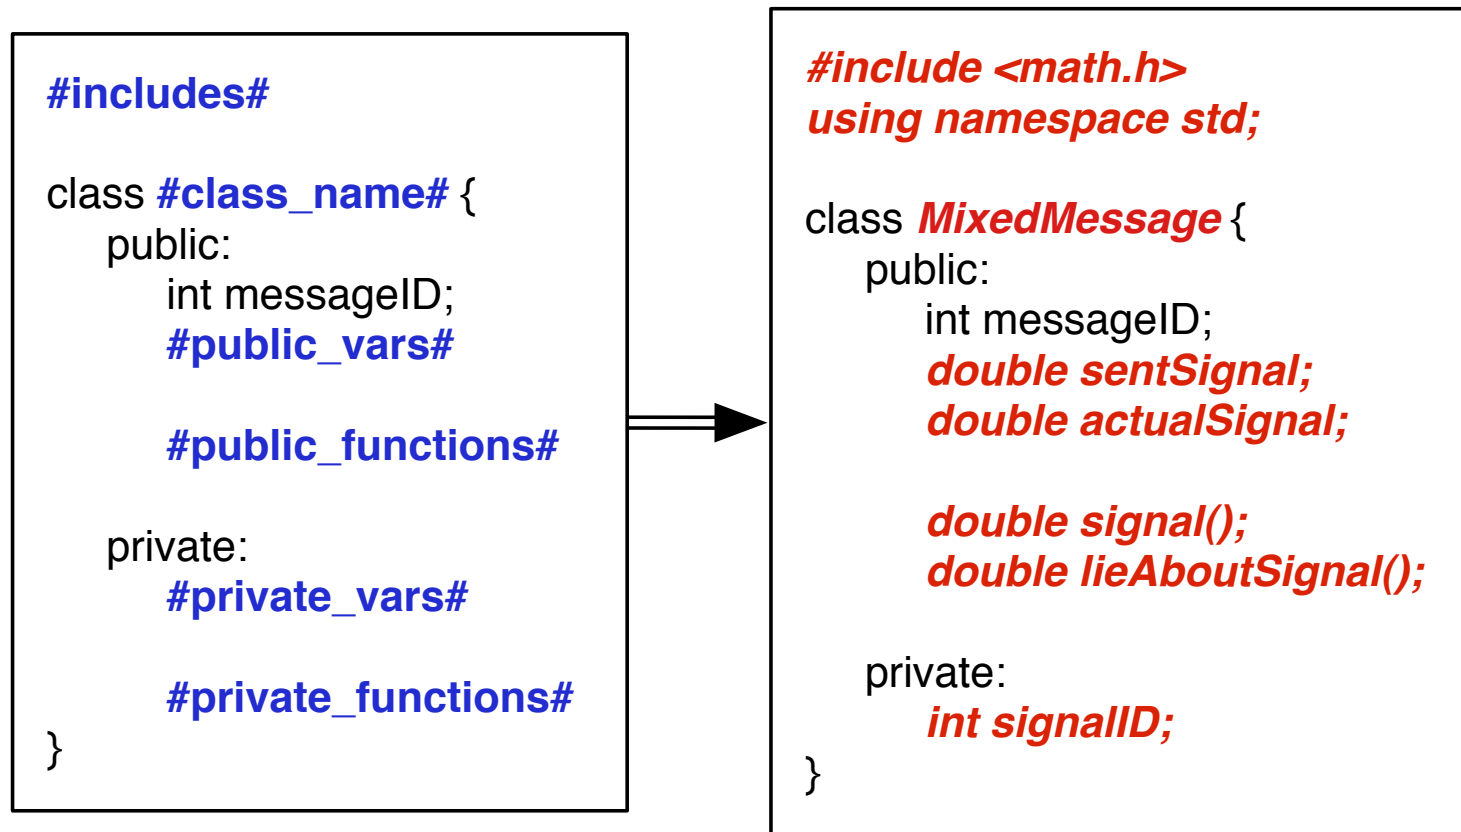 #includes#
class #class_name# {
public:
int messageID;
#public_vars#
#public_functions#
private:
#private_vars#
#private_functions#
}
#include <math.h>
using namespace std;
class MixedMessage {
public:
int messageID;
double sentSignal;
double actualSignal;
double signal();
double lieAboutSignal();
private:
int signalID;
}